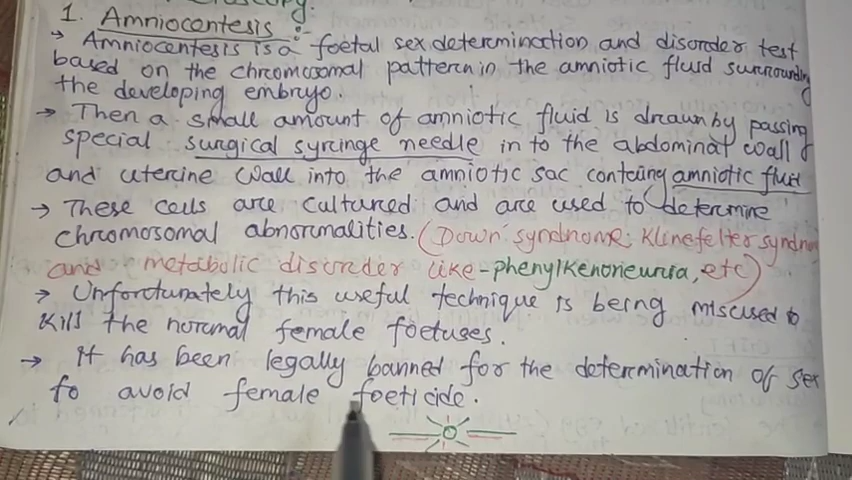 1. Amniocentesis :-
→ Amniocentesis is a foetal sex determination and disorder test
based on the chromosomal pattern in the amniotic fluid surrounding
the developing embryo.
→ Then a small amount of amniotic fluid is drawn by passing
special surgical syringe needle in to the abdominal wall
and uterine wall into the amniotic sac containg amniotic fluid
→ These cells are cultured and are used to determine
chromosomal abnormalities. (Down syndrome, Klinefelter syndro
and metabolic disorder like-phenylkenoneuria, etc)
→ Unfortunately this useful technique is being miscused to
Kill the normal female foetuses.
→ it has been legally banned for the determination of sex
to avoid female foeticide.